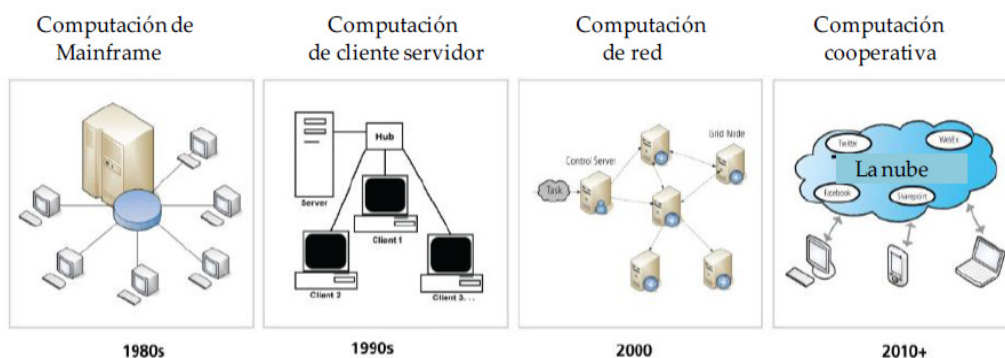 Computación de
Mainframe
Computación
de cliente servidor
Computación
de red
Computación
cooperativa
Hub
Server
Client 1
Client 2
Client 3. . .
Task
Control Server
Grid Node
Twitter
WebEx
La nube
Facebook
Sharepoint
1980s
1990s
2000
2010+